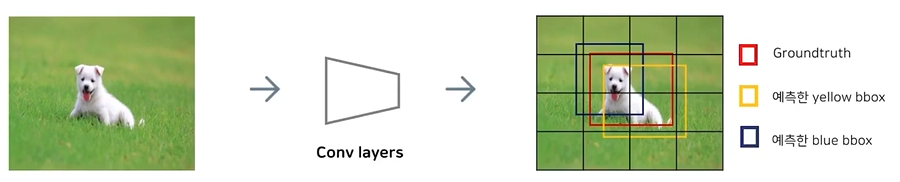 Conv layers
Groundtruth
예측한 yellow bbox
예측한 blue bbox